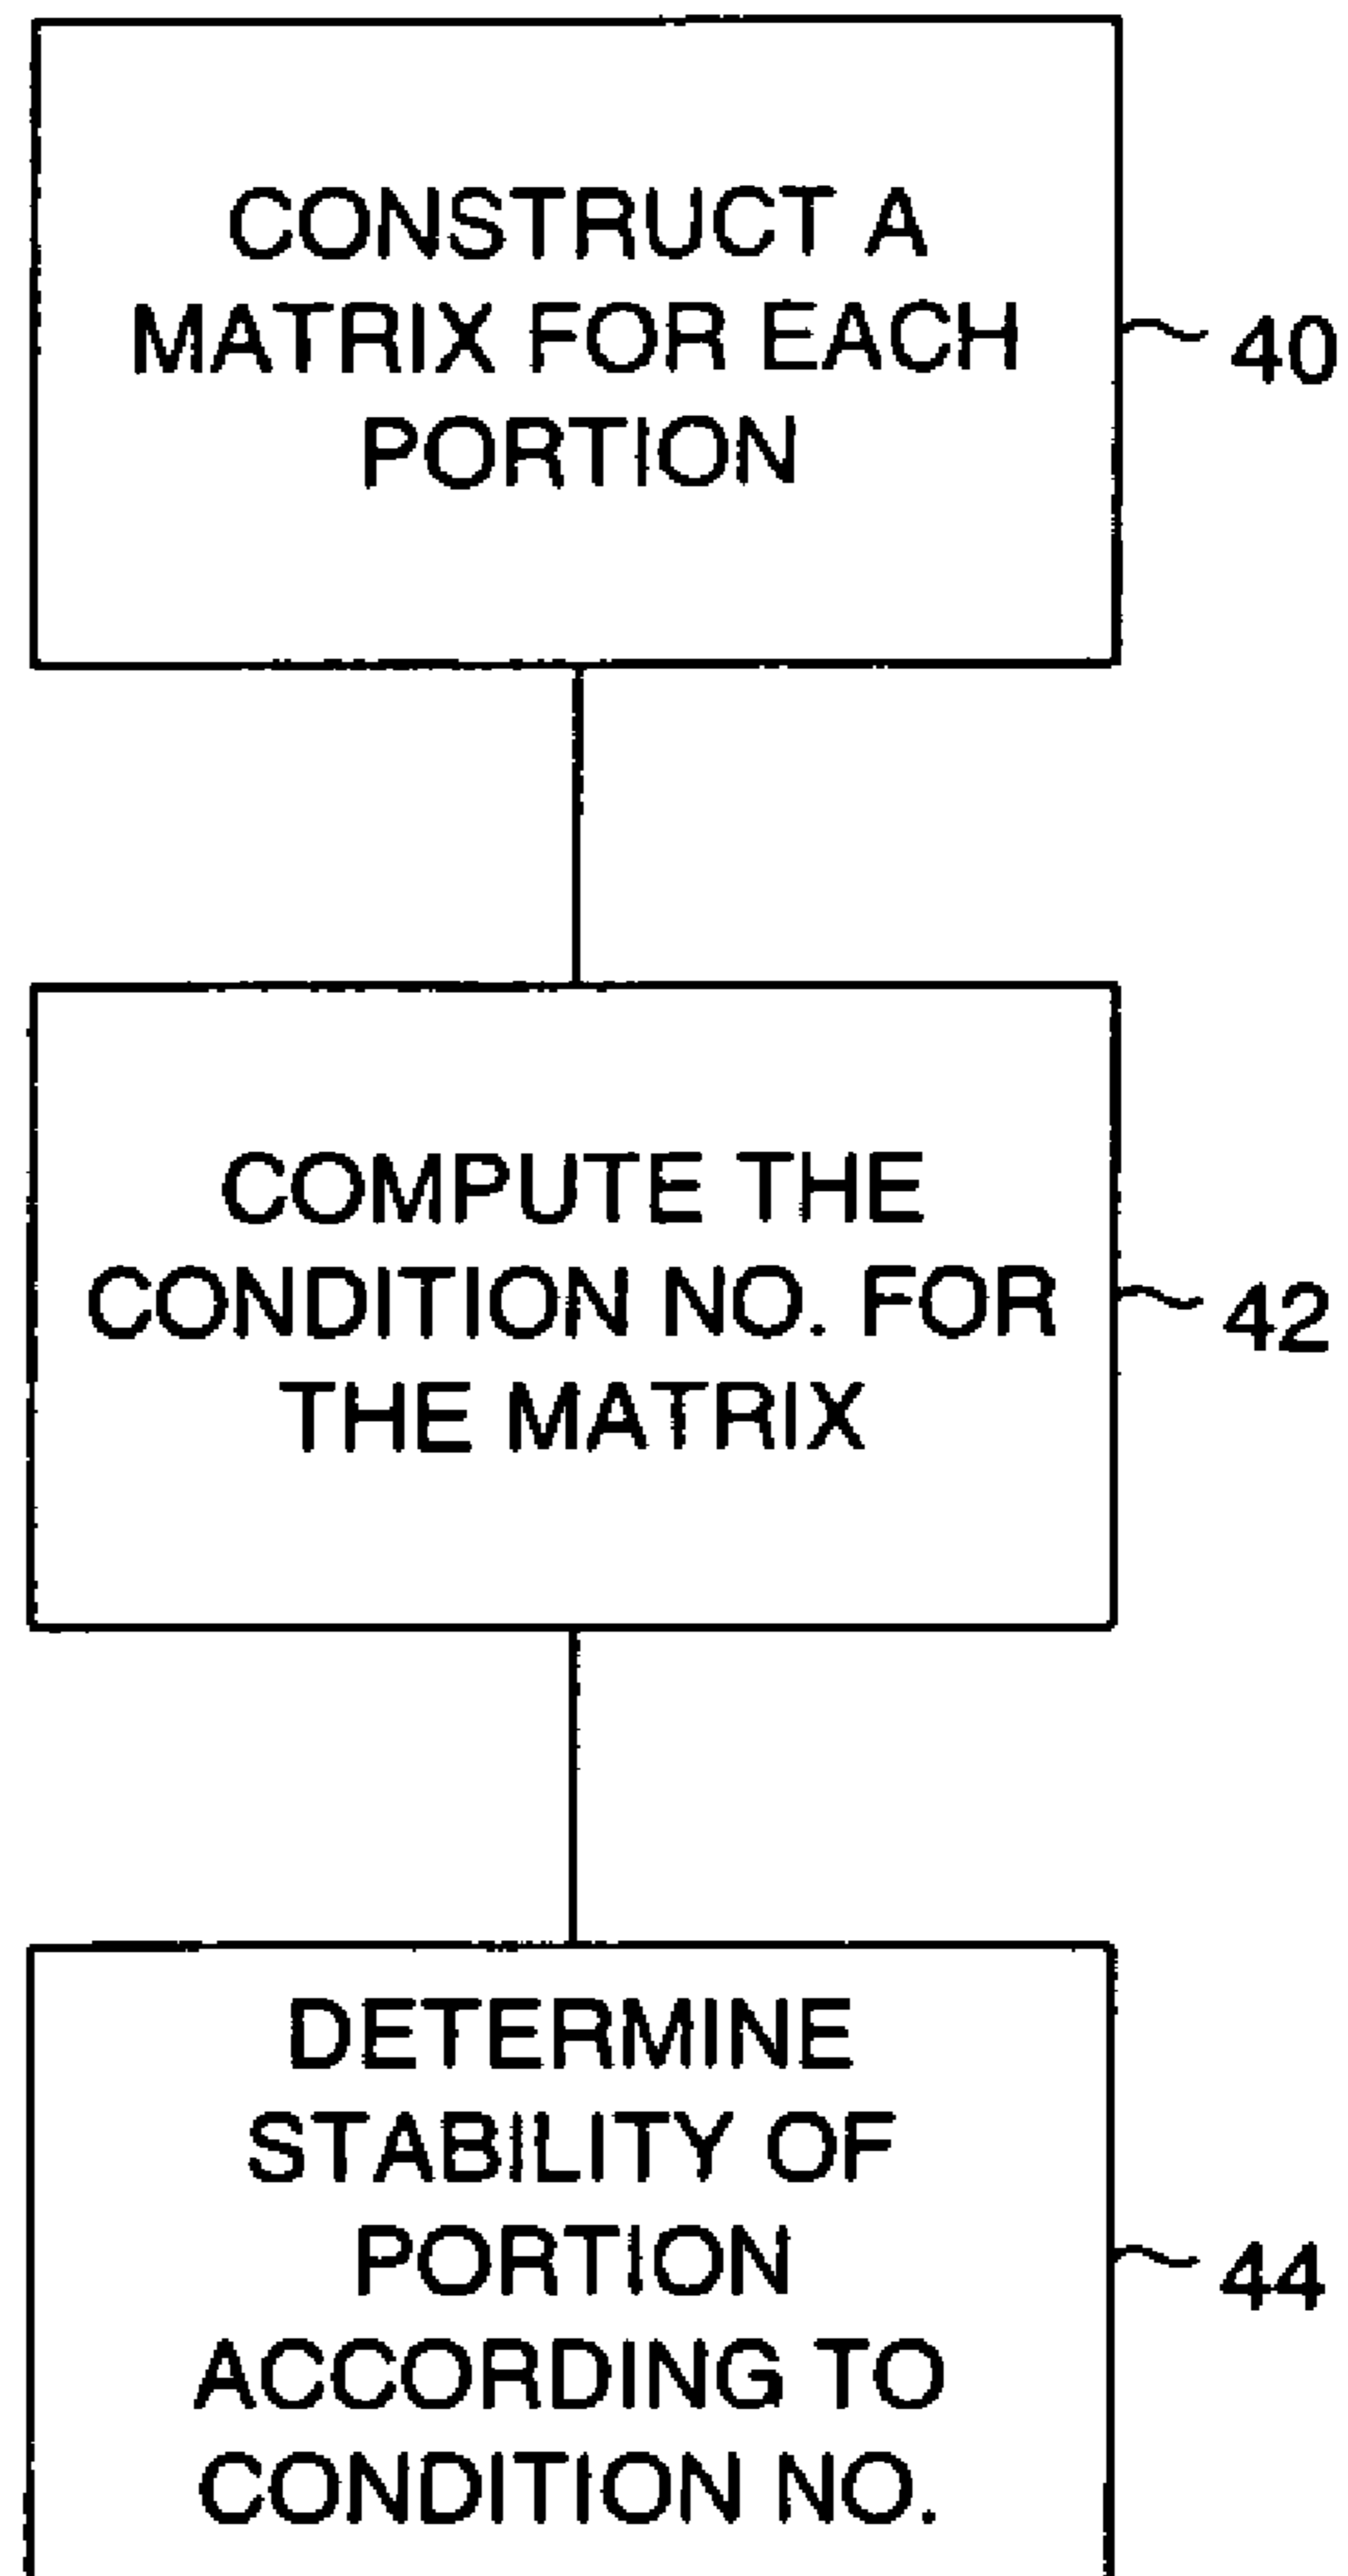 CONSTRUCT A
MATRIX FOR EACH
PORTION
40
COMPUTE THE
CONDITION NO. FOR
THE MATRIX
42
DETERMINE
STABILITY OF
PORTION
ACCORDING TO
CONDITION NO.
44